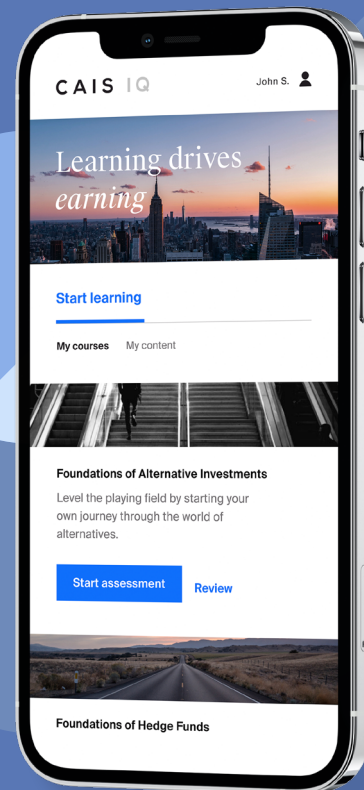 CAIS IQ
John S.
Learning drives
earning
Start learning
My courses My content
Foundations of Alternative Investments
Level the playing field by starting your
own journey through the world of
alternatives.
Start assessment Review
Foundations of Hedge Funds